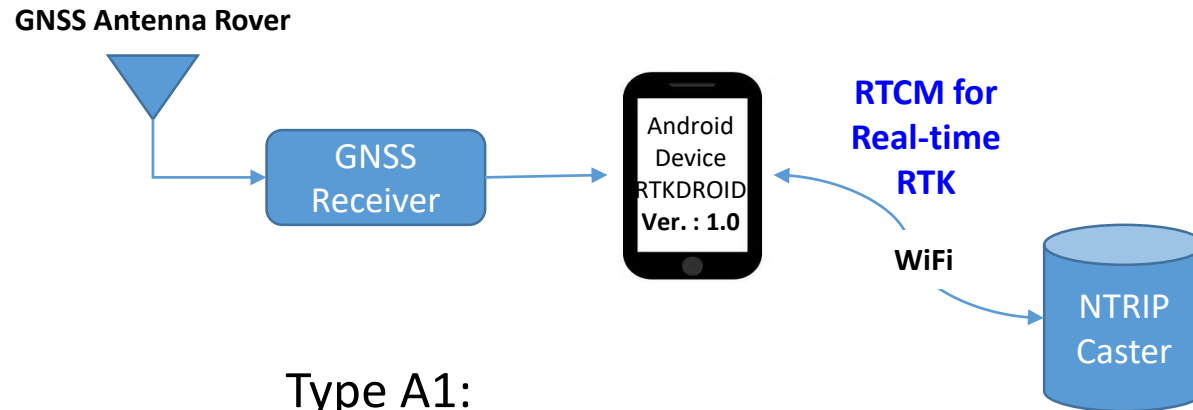 GNSS Antenna Rover
GNSS
Receiver
Android
Device
RTKDROID
Ver. : 1.0
RTCM for
Real-time
RTK
WiFi
NTRIP
Caster
Type A1: